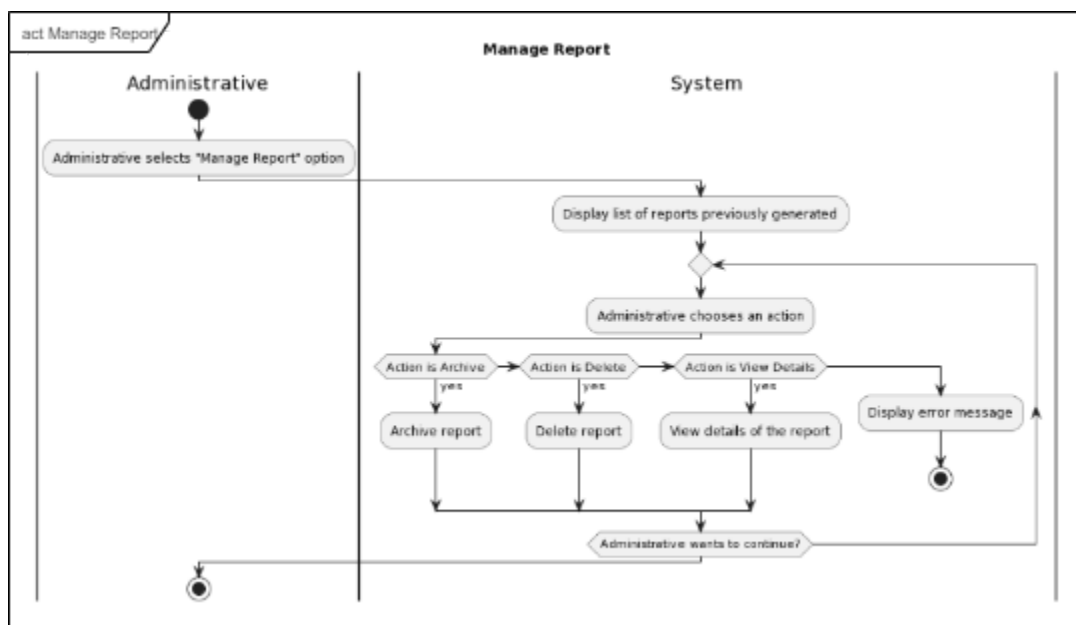 act Manage Report
Manage Report
Administrative
System
Administrative selects "Manage Report" option
Display list of reports previously generated
Administrative chooses an action
Action is Archive
Action is Delete
Action is View Details
yes
yes
yes
Display error message
Archive report
Delete report
View details of the report
Administrative wants to continue?